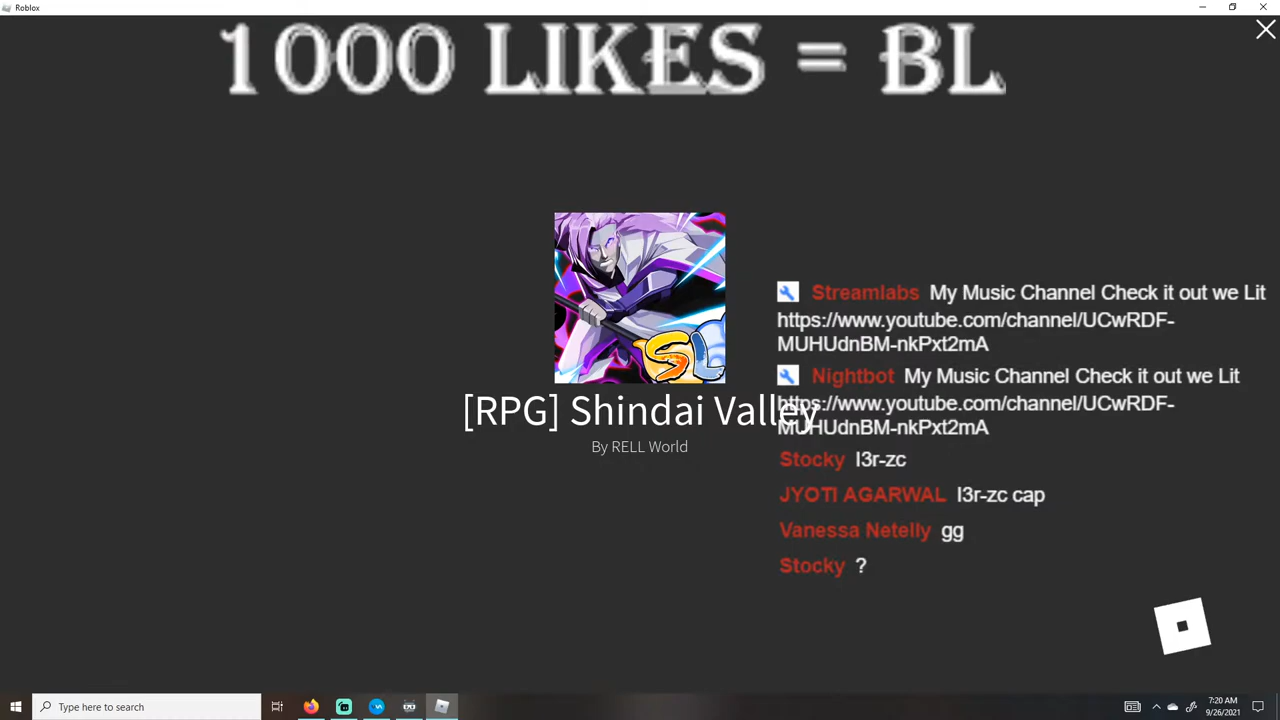 Roblox
1000 LIKES = BL
SL
[RPG] Shindai Valley
By RELL World
Streamlabs My Music Channel Check it out we Lit
https://www.youtube.com/channel/UCwRDF-
MUHUdnBM-nkPxt2mA
Nightbot My Music Channel Check it out we Lit
https://www.youtube.com/channel/UCwRDF-
MUHUdnBM-nkPxt2mA
Stocky l3r-zc
JYOTI AGARWAL l3r-zc cap
Vanessa Netelly gg
Stocky ?
Type here to search
7:20 AM
9/26/2021